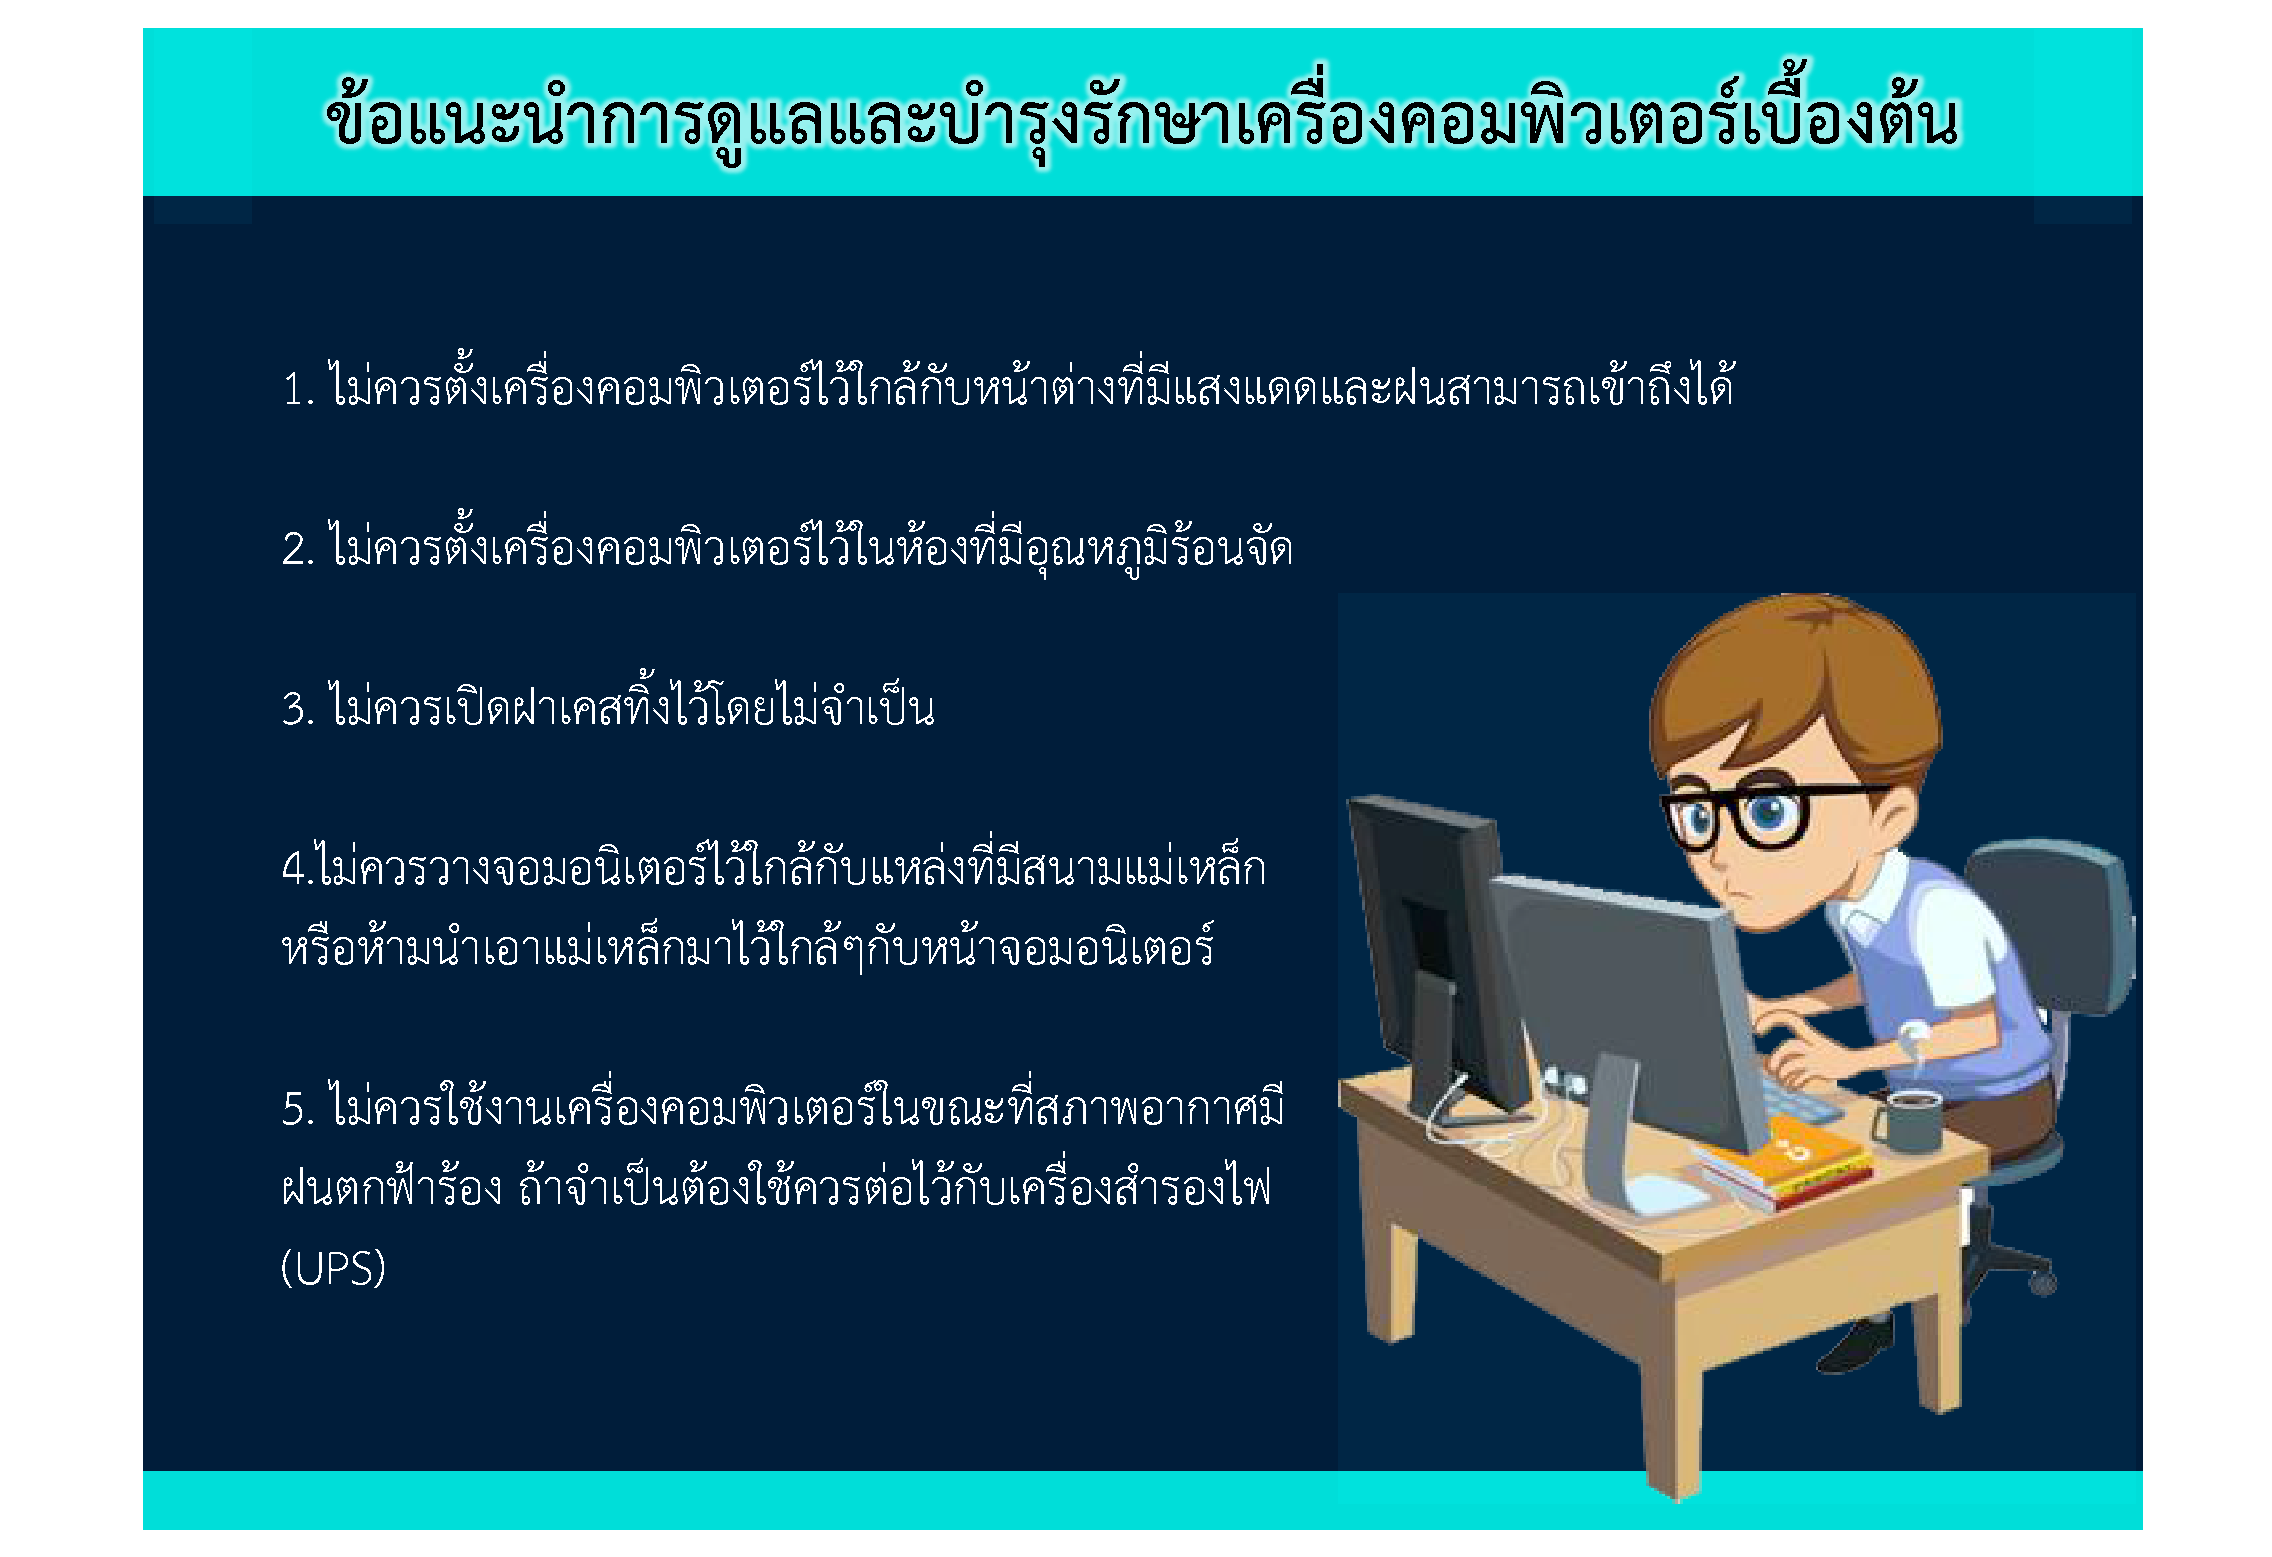 ข้อแนะนำการดูแลและบำรุงรักษาเครื่องคอมพิวเตอร์เบื้องต้น
1. ไม่ควรตั้งเครื่องคอมพิวเตอร์ไว้ใกล้กับหน้าต่างที่มีแสงแดดและฝนสามารถเข้าถึงได้
2. ไม่ควรตั้งเครื่องคอมพิวเตอร์ไว้ในห้องที่มีอุณหภูมิร้อนจัด
3. ไม่ควรเปิดฝาเคสทิ้งไว้โดยไม่จำเป็น
4.ไม่ควรวางจอมอนิเตอร์ไว้ใกล้กับแหล่งที่มีสนามแม่เหล็ก
หรือห้ามนำเอาแม่เหล็กมาไว้ใกล้ๆกับหน้าจอมอนิเตอร์
5. ไม่ควรใช้งานเครื่องคอมพิวเตอร์ในขณะที่สภาพอากาศมี
ฝนตกฟ้าร้อง ถ้าจำเป็นต้องใช้ควรต่อไว้กับเครื่องสำรองไฟ
(UPS)